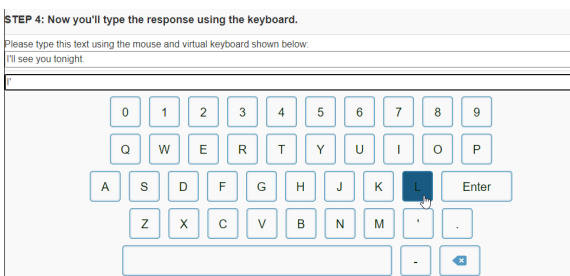 STEP 4: Now you'll type the response using the keyboard.
Please type this text using the mouse and virtual keyboard shown below:
I'll see you tonight.
I'
0 1 2 3 4 5 6 7 8 9
Q W E R T Y U I O P
A S D F G H J K L Enter
Z X C V B N M ' .
-